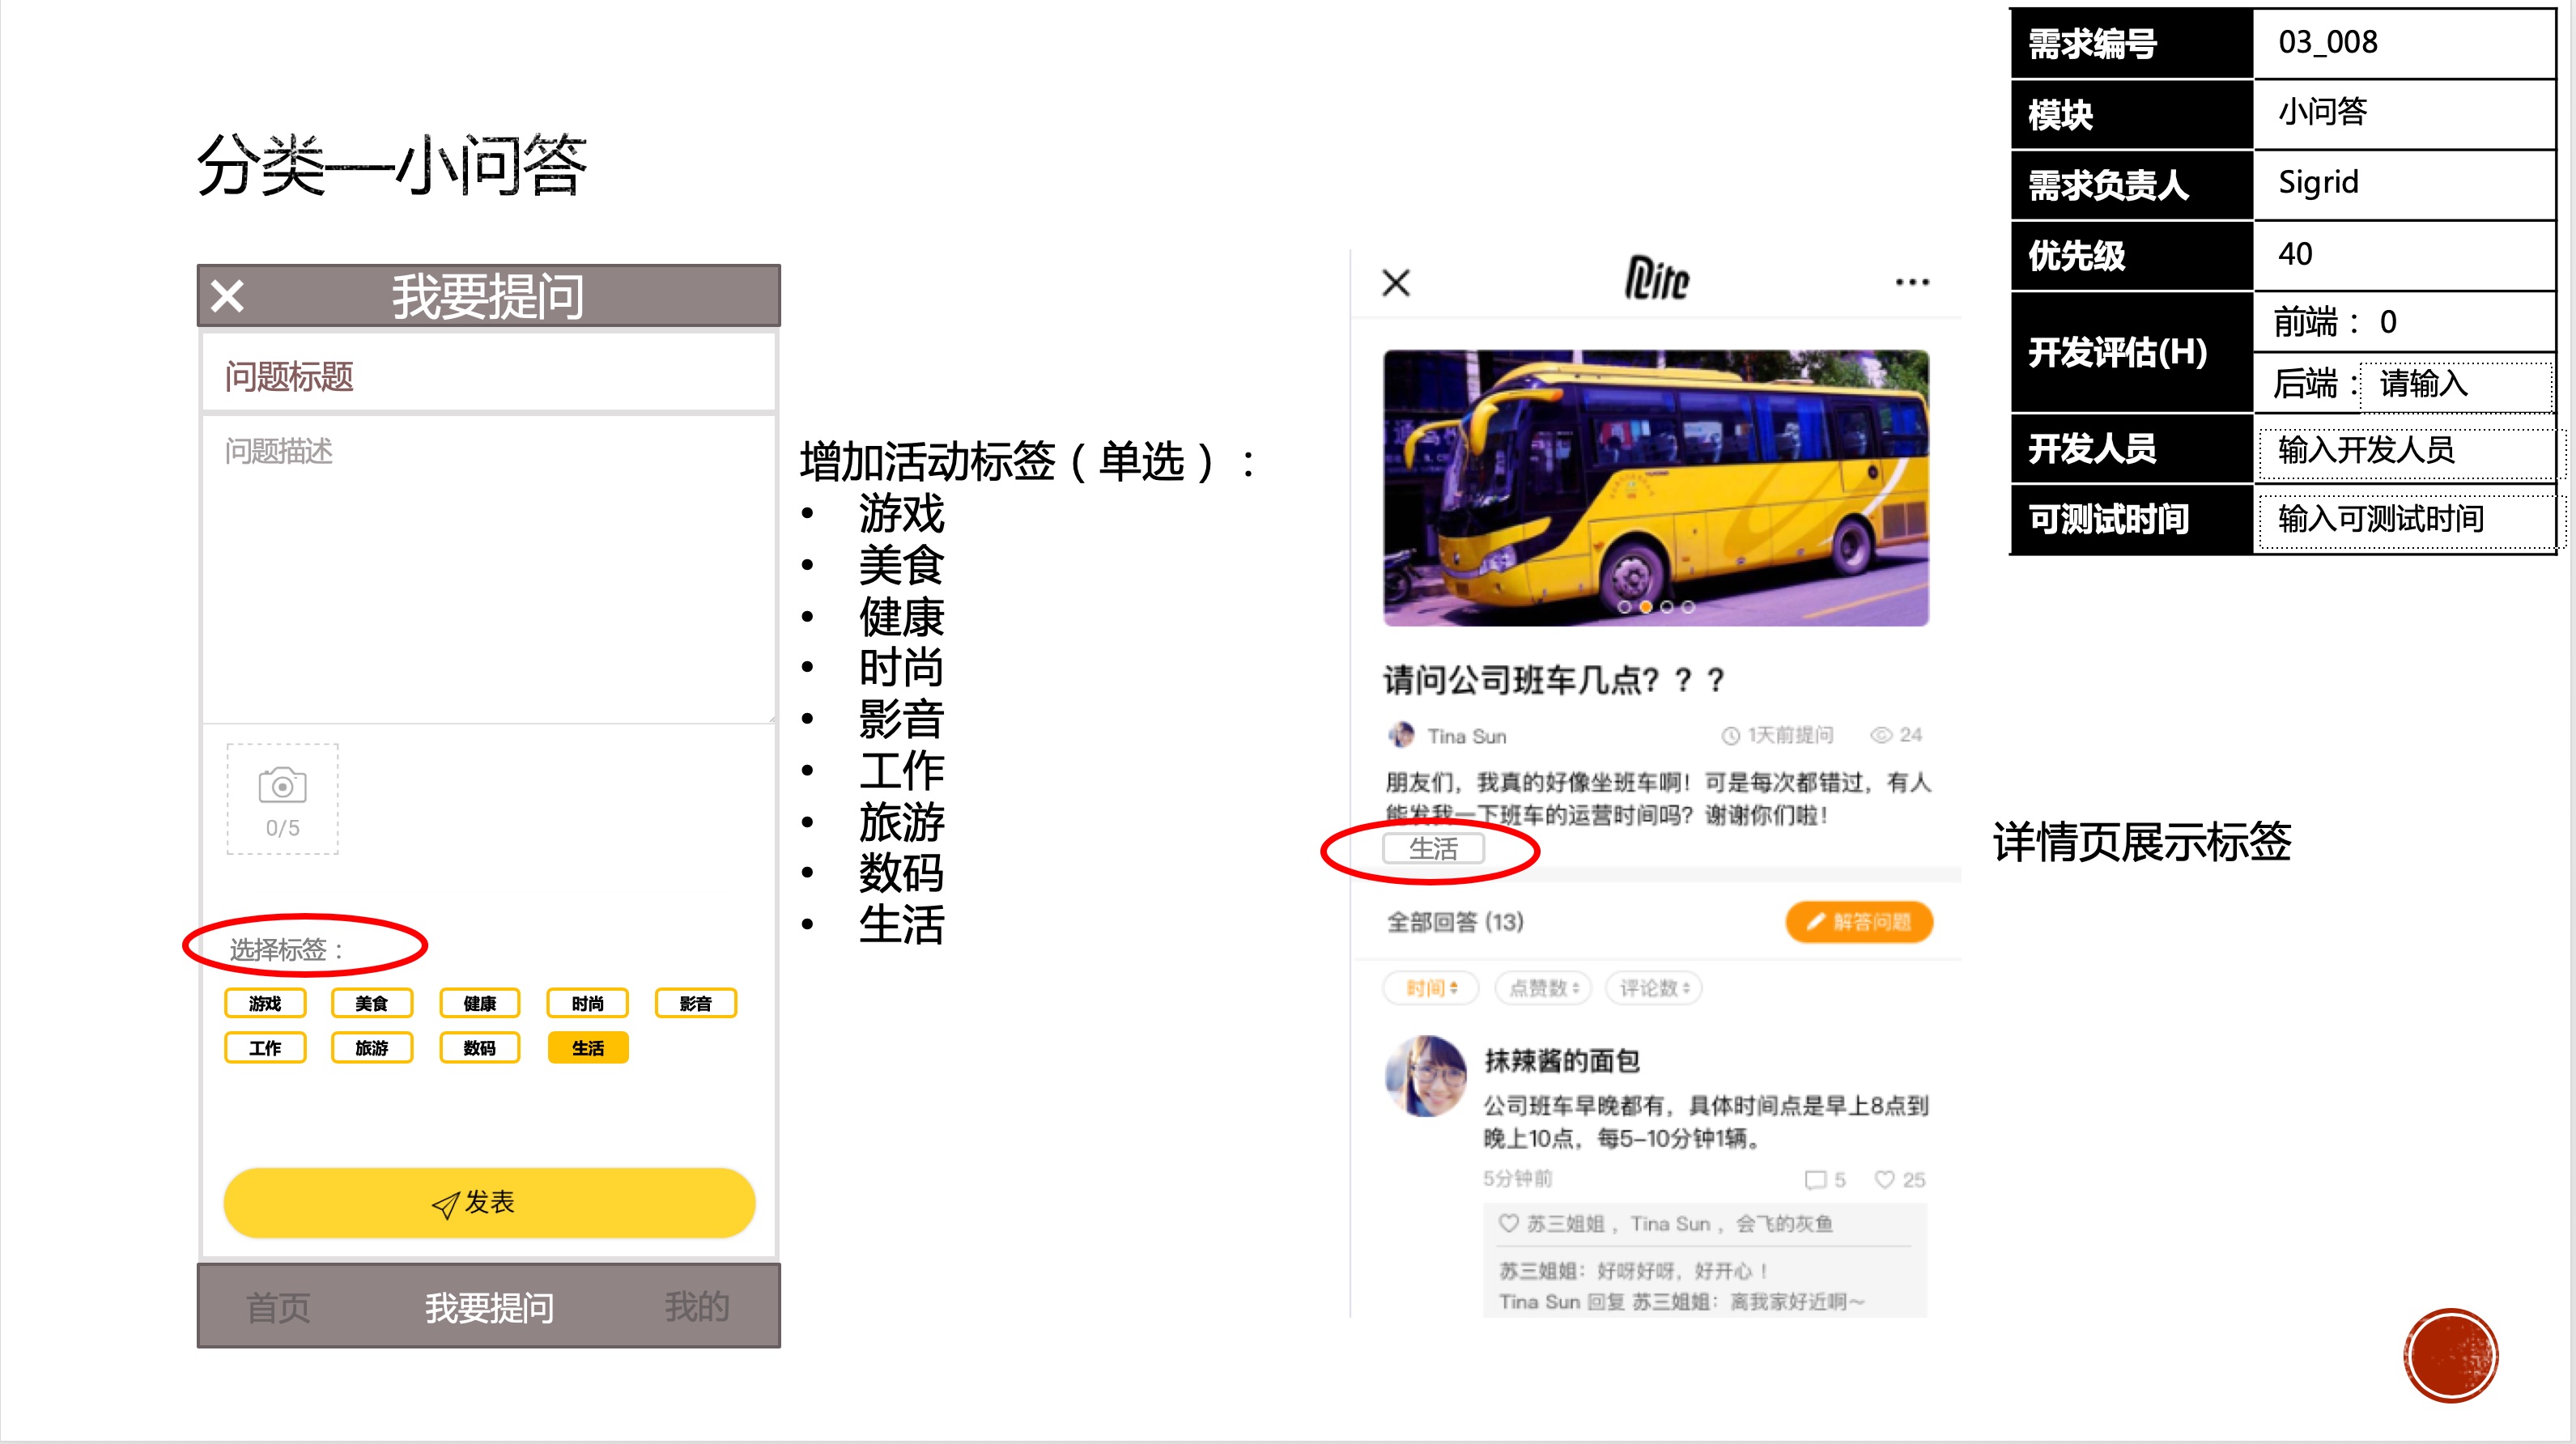 分类—小问答
需求编号 03_008
模块 小问答
需求负责人 Sigrid
优先级 40
开发评估(H) 前端： 0
后端： 请输入
开发人员 输入开发人员
可测试时间 输入可测试时间
我要提问
问题标题
问题描述
0/5
选择标签：
游戏 美食 健康 时尚 影音
工作 旅游 数码 生活
发表
首页 我要提问 我的
增加活动标签（单选）：
• 游戏
• 美食
• 健康
• 时尚
• 影音
• 工作
• 旅游
• 数码
• 生活
请问公司班车几点？？？
Tina Sun 1天前提问 24
朋友们，我真的好像坐班车啊！可是每次都错过，有人
能发我一下班车的运营时间吗？谢谢你们啦！
生活
全部回答 (13) 解答问题
时间 点赞数 评论数
抹辣酱的面包
公司班车早晚都有，具体时间点是早上8点到
晚上10点，每5-10分钟1辆。
5分钟前 5 25
苏三姐姐 ，Tina Sun ，会飞的灰鱼
苏三姐姐：好呀好呀，好开心！
Tina Sun 回复 苏三姐姐：离我家好近啊～
详情页展示标签